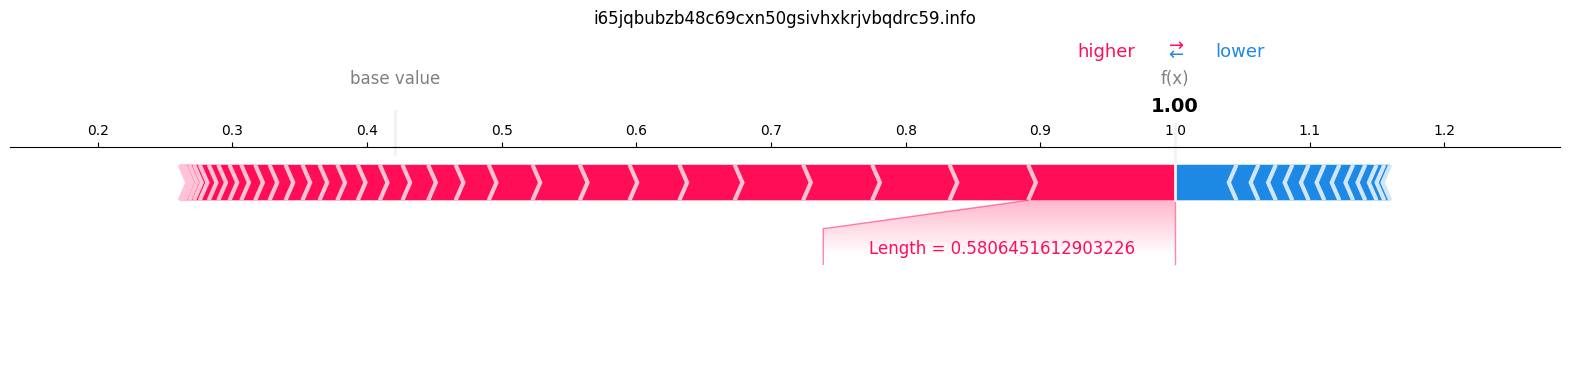 i65jqbubzb48c69cxn50gsivhxkrjvbqdrc59.info
higher ⇄ lower
base value f(x)
1.00
0.2 0.3 0.4 0.5 0.6 0.7 0.8 0.9 1.0 1.1 1.2
Length = 0.5806451612903226